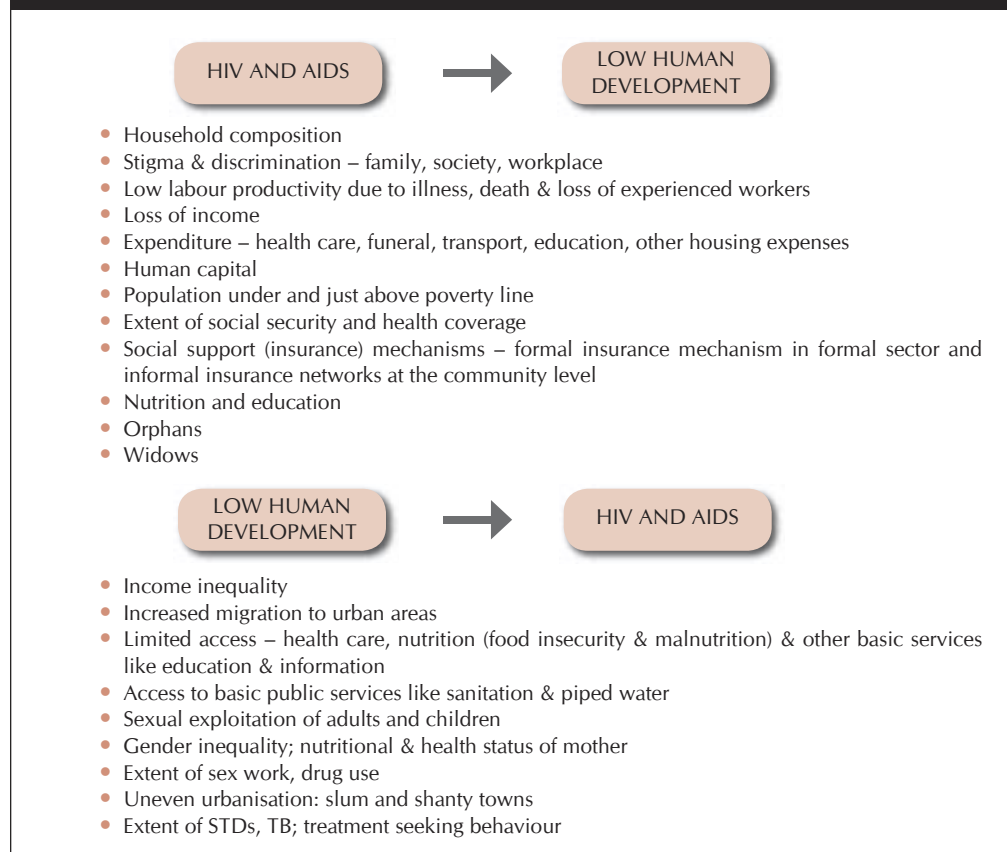 HIV AND AIDS
LOW HUMAN
DEVELOPMENT
• Household composition
• Stigma & discrimination – family, society, workplace
• Low labour productivity due to illness, death & loss of experienced workers
• Loss of income
• Expenditure – health care, funeral, transport, education, other housing expenses
• Human capital
• Population under and just above poverty line
• Extent of social security and health coverage
• Social support (insurance) mechanisms – formal insurance mechanism in formal sector and
informal insurance networks at the community level
• Nutrition and education
• Orphans
• Widows
LOW HUMAN
DEVELOPMENT
HIV AND AIDS
• Income inequality
• Increased migration to urban areas
• Limited access – health care, nutrition (food insecurity & malnutrition) & other basic services
like education & information
• Access to basic public services like sanitation & piped water
• Sexual exploitation of adults and children
• Gender inequality; nutritional & health status of mother
• Extent of sex work, drug use
• Uneven urbanisation: slum and shanty towns
• Extent of STDs, TB; treatment seeking behaviour